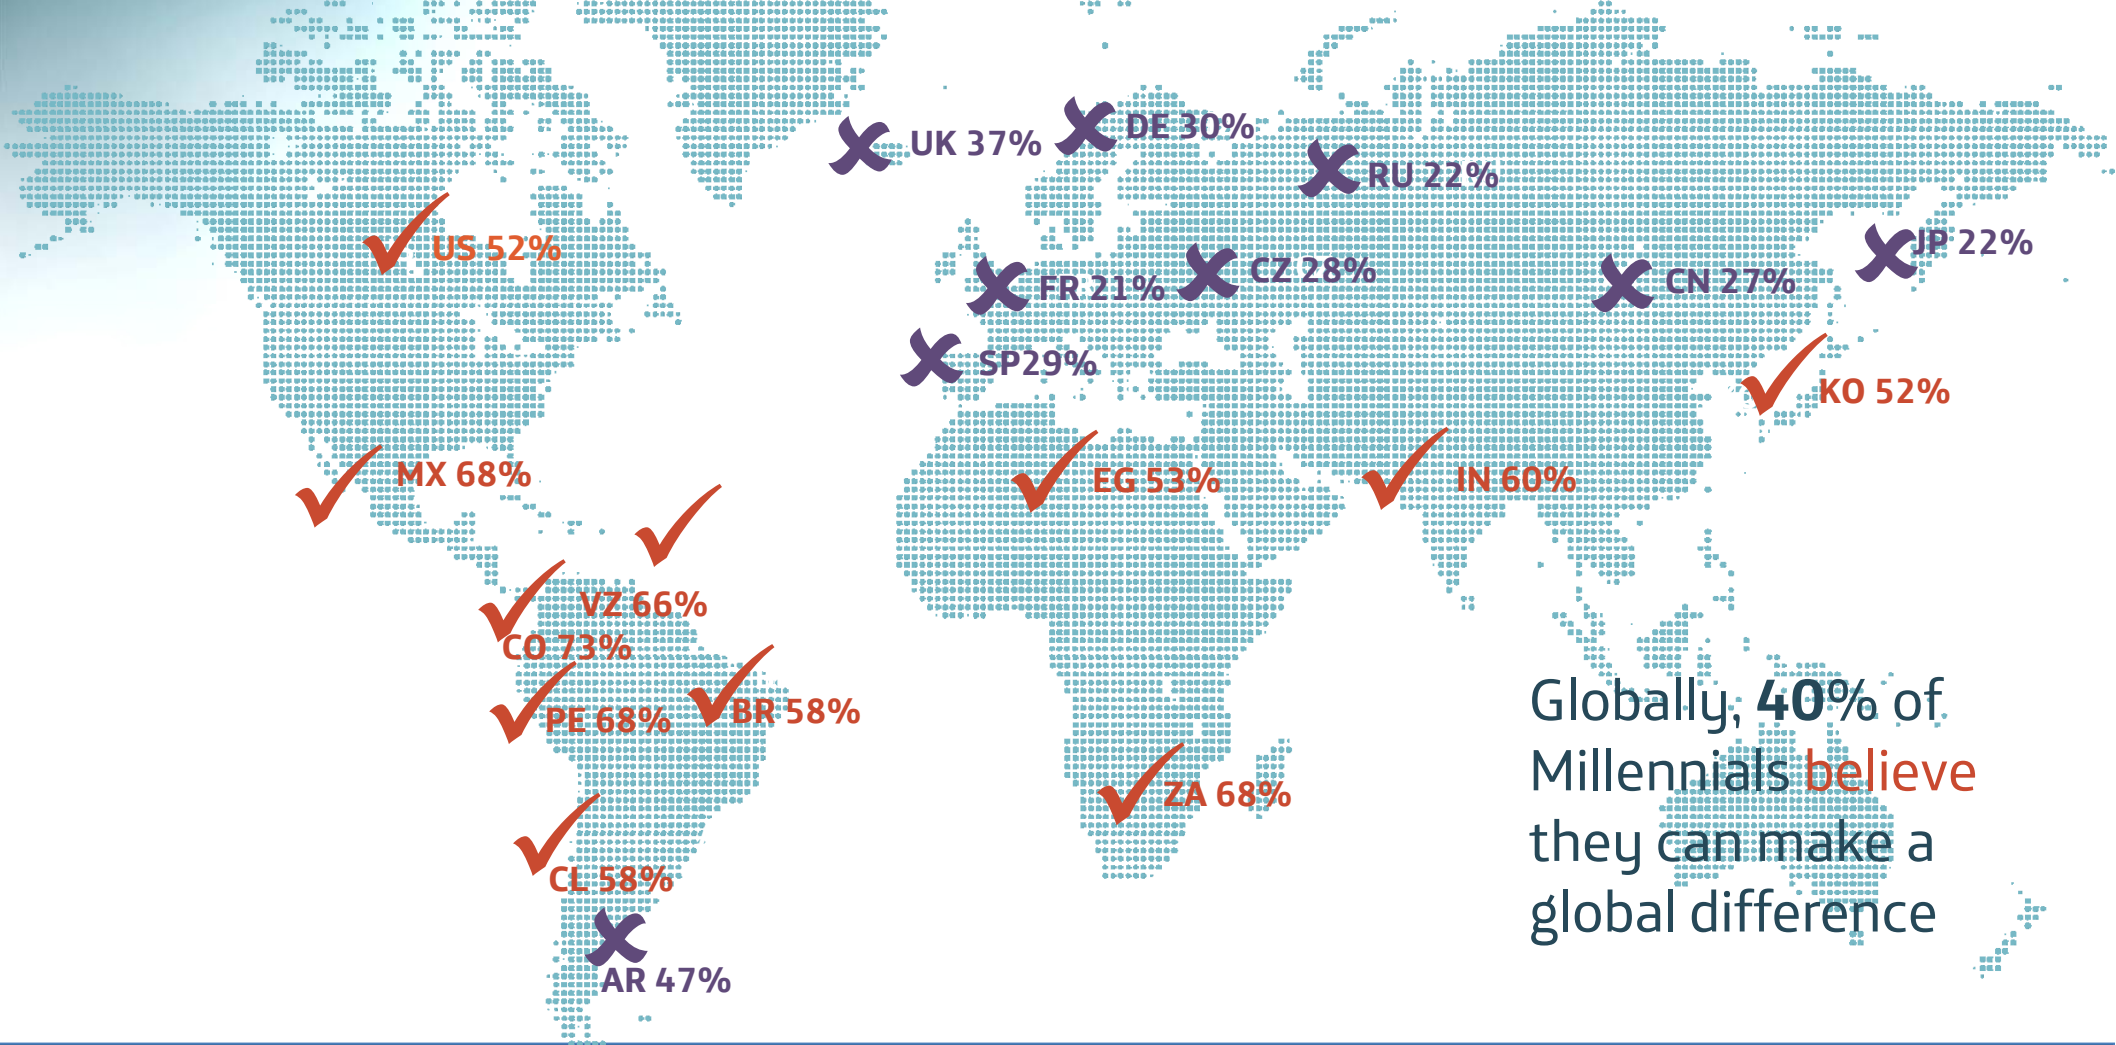 UK 37%
DE 30%
RU 22%
US 52%
JP 22%
FR 21%
CZ 28%
CN 27%
SP29%
KO 52%
MX 68%
EG 53%
IN 60%
VZ 66%
CO 73%
PE 68%
BR 58%
ZA 68%
CL 58%
AR 47%
Globally, 40% of
Millennials believe
they can make a
global difference